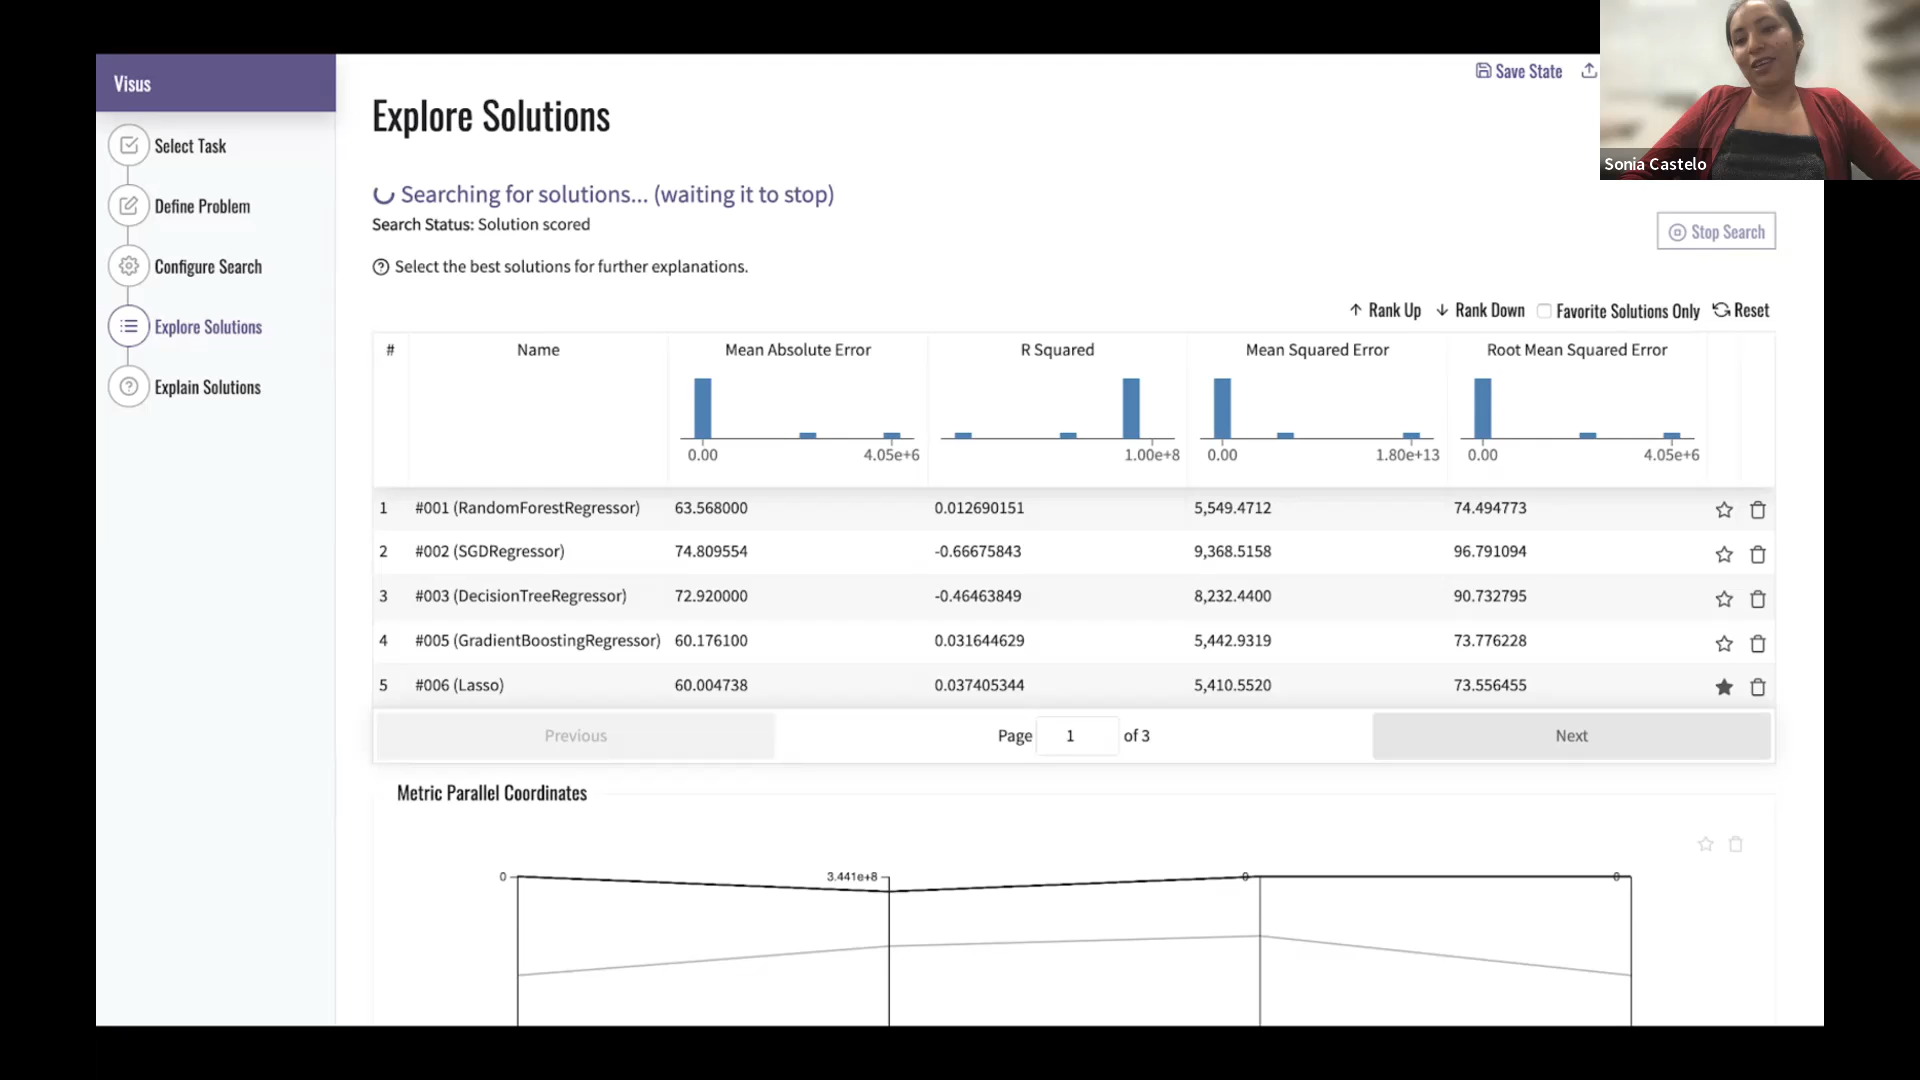 Visus
Save State
Select Task
Define Problem
Configure Search
Explore Solutions
Explain Solutions
Sonia Castelo
Explore Solutions
Searching for solutions... (waiting it to stop)
Search Status: Solution scored
Stop Search
Select the best solutions for further explanations.
Rank Up Rank Down Favorite Solutions Only Reset
# Name Mean Absolute Error R Squared Mean Squared Error Root Mean Squared Error
0.00 4.05e+6 1.00e+8 0.00 1.80e+13 0.00 4.05e+6
1 #001 (RandomForestRegressor) 63.568000 0.012690151 5,549.4712 74.494773
2 #002 (SGDRegressor) 74.809554 -0.66675843 9,368.5158 96.791094
3 #003 (DecisionTreeRegressor) 72.920000 -0.46463849 8,232.4400 90.732795
4 #005 (GradientBoostingRegressor) 60.176100 0.031644629 5,442.9319 73.776228
5 #006 (Lasso) 60.004738 0.037405344 5,410.5520 73.556455
Previous Page 1 of 3 Next
Metric Parallel Coordinates
0 3.441e+8 0 0